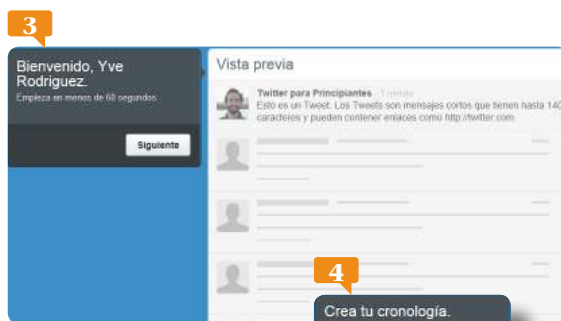 3
Bienvenido, Yve
Rodriguez.
Empieza en menos de 60 segundos.
Siguiente
Vista previa
Twitter para Principiantes 1 minuto
Esto es un Tweet. Los Tweets son mensajes cortos que tienen hasta 140
caracteres y pueden contener enlaces como http://twitter.com.
4
Crea tu cronología.